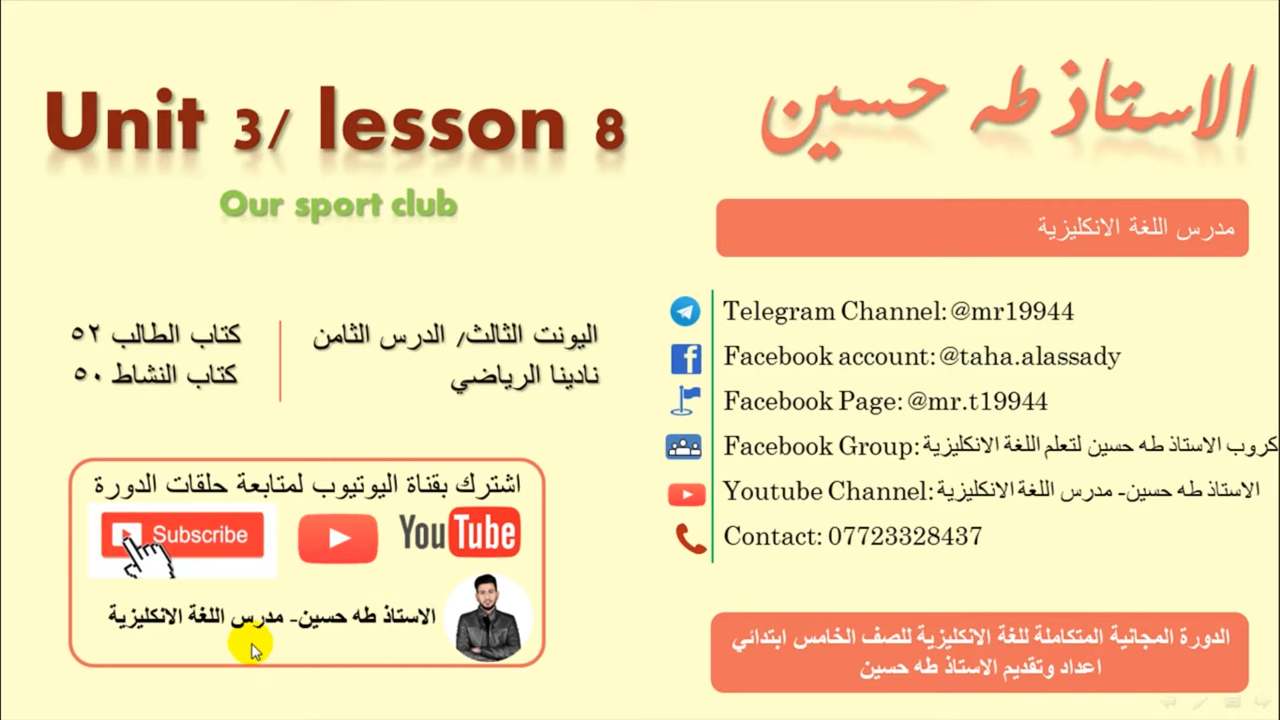 Unit 3/ lesson 8
Our sport club
الاستاذ طه حسين
مدرس اللغة الانكليزية
اليونت الثالث/ الدرس الثامن
نادينا الرياضي
كتاب الطالب ٥٢
كتاب النشاط ٥٠
Telegram Channel: @mr19944
Facebook account: @taha.alassady
Facebook Page: @mr.t19944
Facebook Group: كروب الاستاذ طه حسين لتعلم اللغة الانكليزية
Youtube Channel: الاستاذ طه حسين- مدرس اللغة الانكليزية
Contact: 07723328437
اشترك بقناة اليوتيوب لمتابعة حلقات الدورة
Subscribe
YouTube
الاستاذ طه حسين- مدرس اللغة الانكليزية
الدورة المجانية المتكاملة للغة الانكليزية للصف الخامس ابتدائي
اعداد وتقديم الاستاذ طه حسين